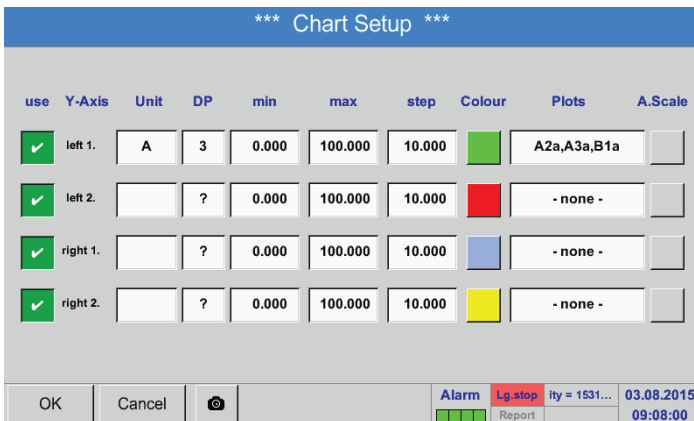 *** Chart Setup ***
use Y-Axis Unit DP min max step Colour Plots A.Scale
left 1. A 3 0.000 100.000 10.000 A2a,A3a,B1a
left 2. ? 0.000 100.000 10.000 - none -
right 1. ? 0.000 100.000 10.000 - none -
right 2. ? 0.000 100.000 10.000 - none -
OK Cancel Alarm Lg.stop ity = 1531... 03.08.2015
Report 09:08:00